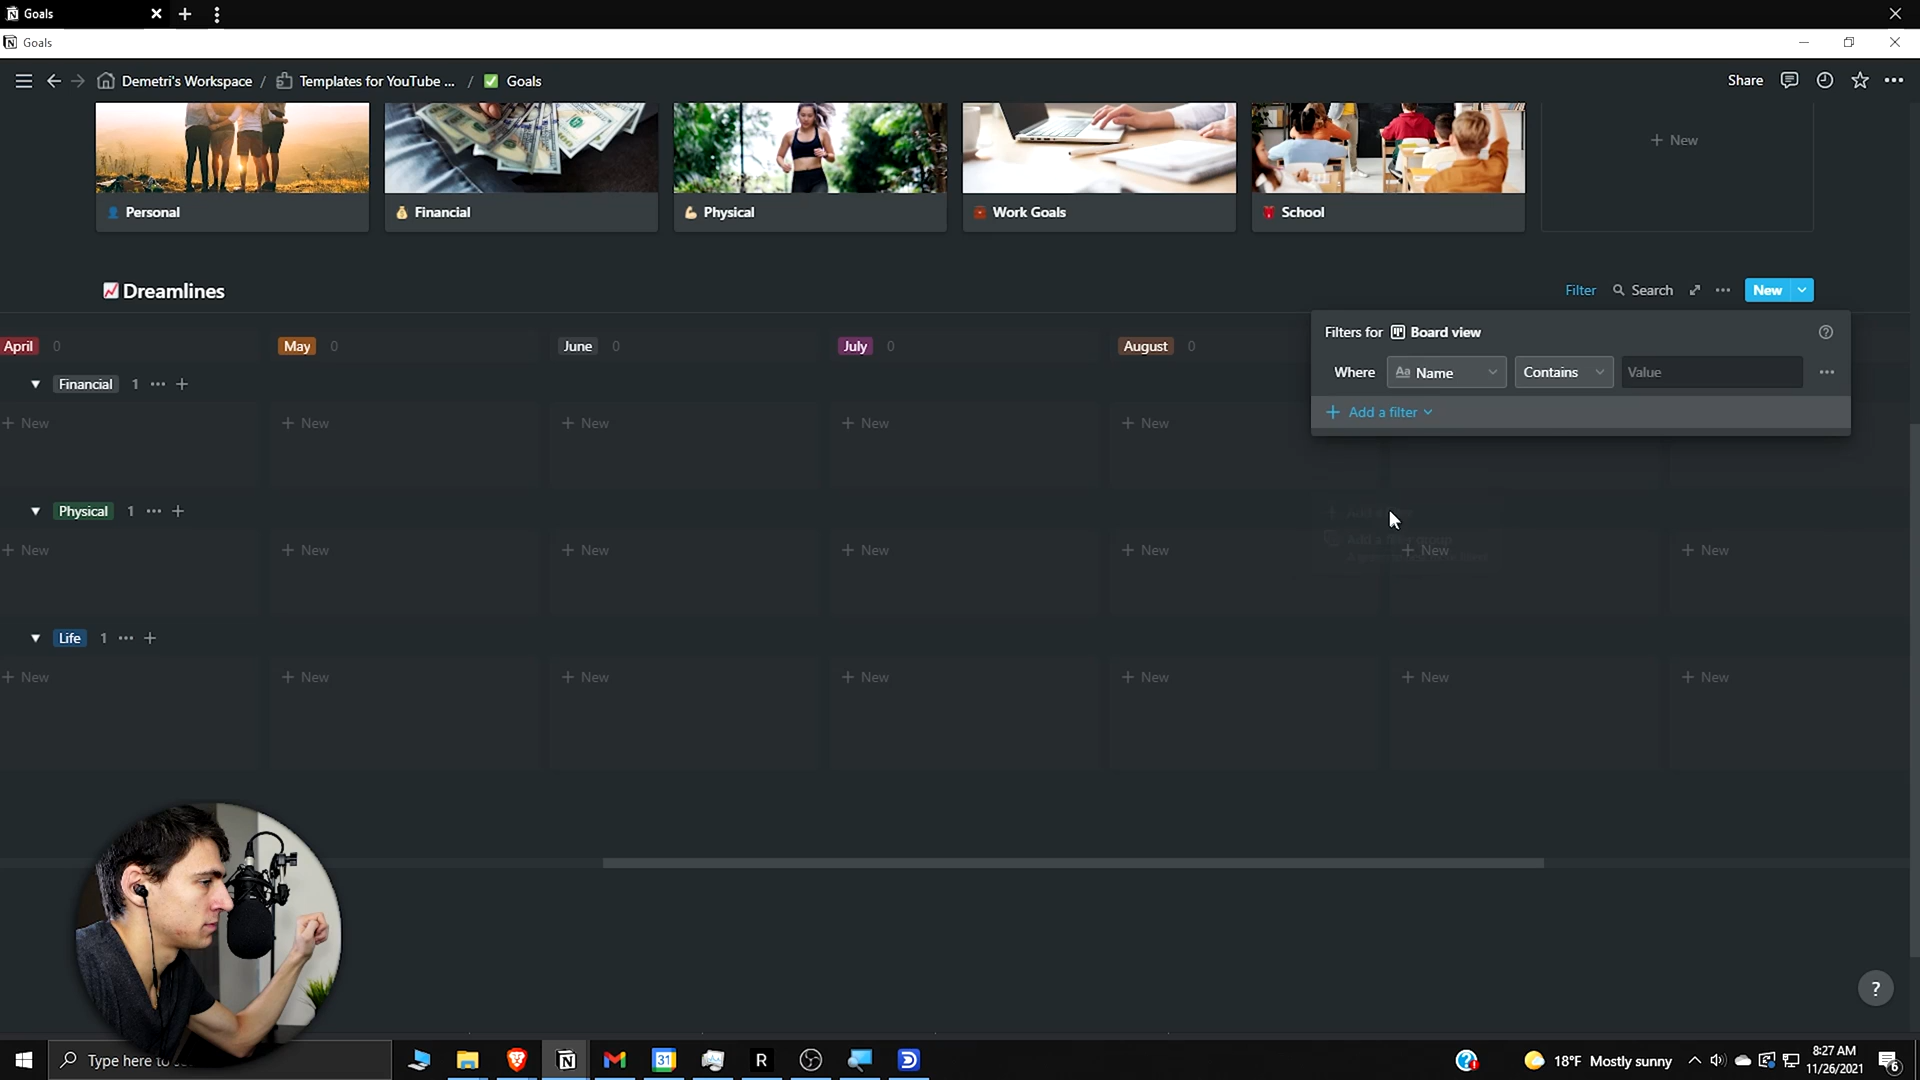 Goals
Goals
Demetri's Workspace / Templates for YouTube ... / Goals
Share
Personal
Financial
Physical
Work Goals
School
+ New
Dreamlines
Filter
Search
New
April 0
May 0
June 0
July 0
August 0
Filters for Board view
Where
Aa Name
Contains
Value
+ Add a filter
Financial 1
+ New
+ New
+ New
+ New
+ New
Physical 1
+ New
+ New
+ New
+ New
+ New
+ New
+ New
Life 1
+ New
+ New
+ New
+ New
+ New
+ New
+ New
?
Type here to
31
R
18°F Mostly sunny
8:27 AM
11/26/2021
6